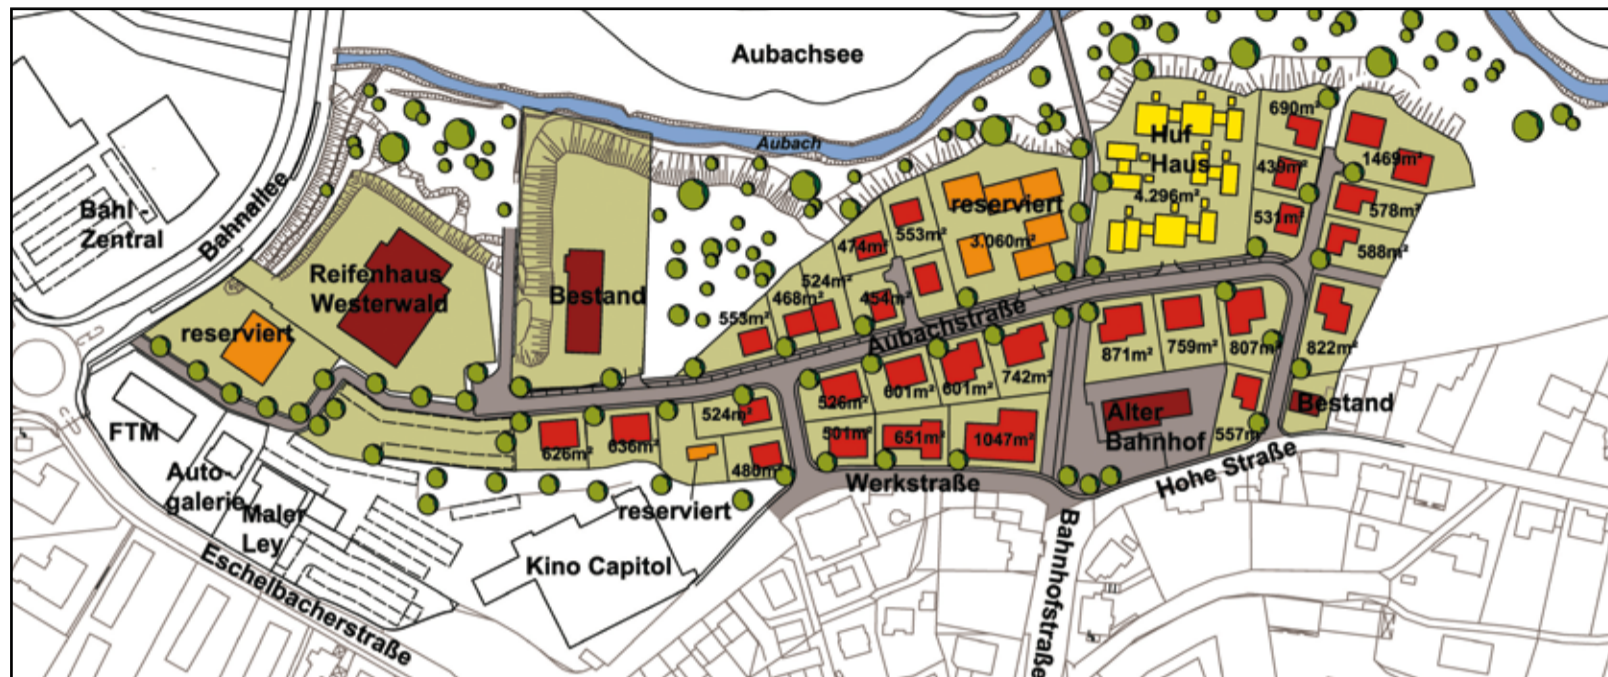 Aubachsee
Aubach
Bahl -
Zentral
Bahnallee
Reifenhaus
Westerwald
reserviert
Bestand
Huf
Haus
4.296m²
690m²
439m²
531m²
1469m²
578m²
588m²
reserviert
3.060m²
553m²
474m²
524m²
468m²
454m²
553m²
Aubachstraße
871m²
759m²
807m²
822m²
742m²
601m²
601m²
526m²
524m²
501m²
651m²
1047m²
Alter
Bahnhof
Bestand
557m²
626m²
636m²
480m²
reserviert
FTM
Auto-
galerie
Maler
Ley
Kino Capitol
Werkstraße
Hohe Straße
Bahnhofstraße
Eschelbacherstraße